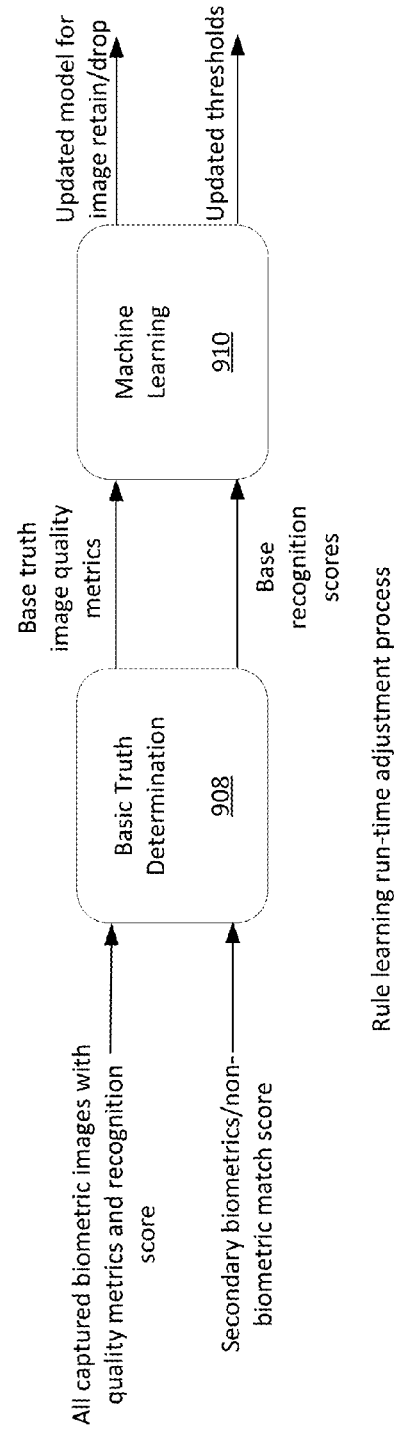 All captured biometric images with
quality metrics and recognition
score
Secondary biometrics/non-
biometric match score
Basic Truth
Determination
908
Base truth
image quality
metrics
Base
recognition
scores
Machine
Learning
910
Updated model for
image retain/drop
Updated thresholds
Rule learning run-time adjustment process